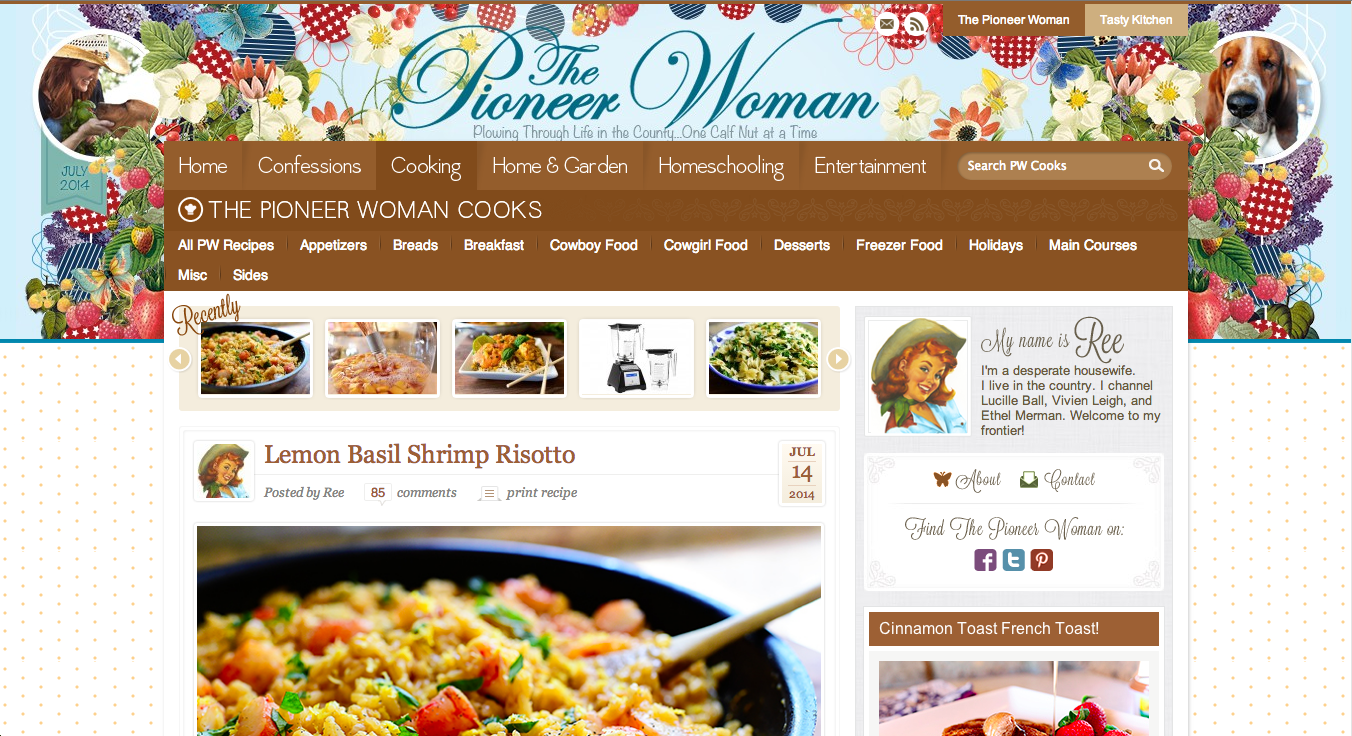 The Pioneer Woman
Tasty Kitchen
The
Pioneer Woman
Plowing Through Life in the County...One Calf Nut at a Time
JULY
2014
Home
Confessions
Cooking
Home & Garden
Homeschooling
Entertainment
Search PW Cooks
THE PIONEER WOMAN COOKS
All PW Recipes
Appetizers
Breads
Breakfast
Cowboy Food
Cowgirl Food
Desserts
Freezer Food
Holidays
Main Courses
Misc
Sides
Recently
Lemon Basil Shrimp Risotto
Posted by Ree
85 comments
print recipe
JUL
14
2014
My name is Ree
I'm a desperate housewife.
I live in the country. I channel
Lucille Ball, Vivien Leigh, and
Ethel Merman. Welcome to my
frontier!
About
Contact
Find The Pioneer Woman on:
Cinnamon Toast French Toast!